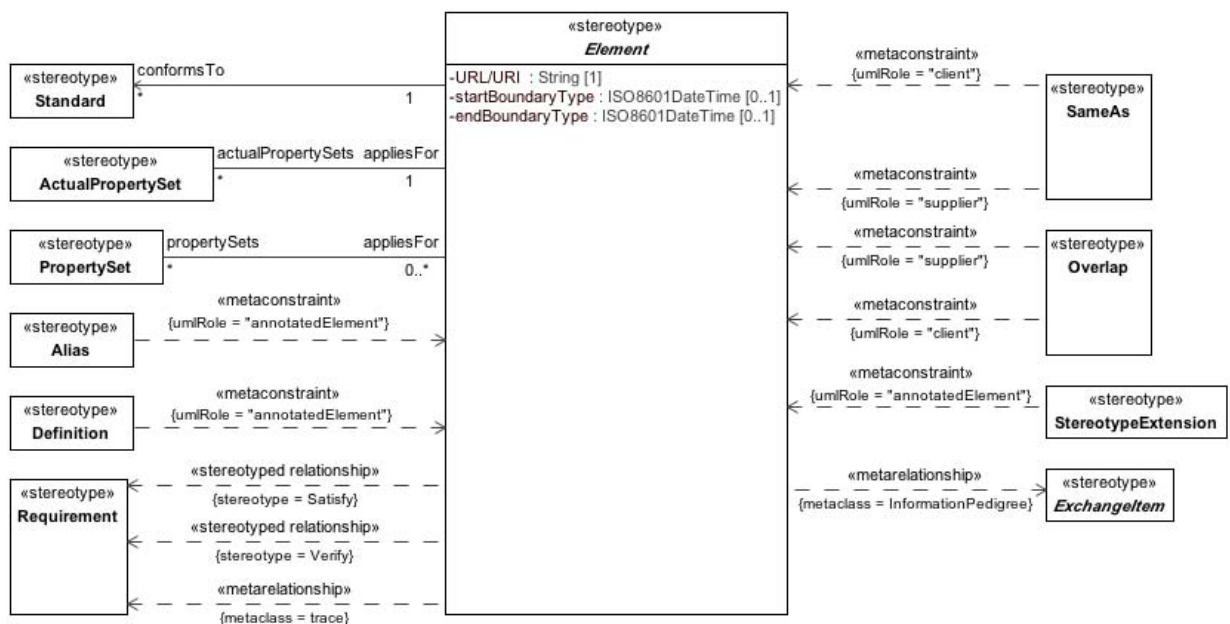 «stereotype»
Element
-URL/URI : String [1]
-startBoundaryType : ISO8601DateTime [0..1]
-endBoundaryType : ISO8601DateTime [0..1]
«stereotype»
Standard
conformsTo
*
1
«stereotype»
ActualPropertySet
actualPropertySets
appliesFor
*
1
«stereotype»
PropertySet
propertySets
appliesFor
*
0..*
«stereotype»
Alias
«metaconstraint»
{umlRole = "annotatedElement"}
«stereotype»
Definition
«metaconstraint»
{umlRole = "annotatedElement"}
«stereotype»
Requirement
«stereotyped relationship»
{stereotype = Satisfy}
«stereotyped relationship»
{stereotype = Verify}
«metarelationship»
{metaclass = trace}
«metaconstraint»
{umlRole = "client"}
«stereotype»
SameAs
«metaconstraint»
{umlRole = "supplier"}
«metaconstraint»
{umlRole = "supplier"}
«stereotype»
Overlap
«metaconstraint»
{umlRole = "client"}
«metaconstraint»
{umlRole = "annotatedElement"}
«stereotype»
StereotypeExtension
«metarelationship»
{metaclass = InformationPedigree}
«stereotype»
ExchangeItem